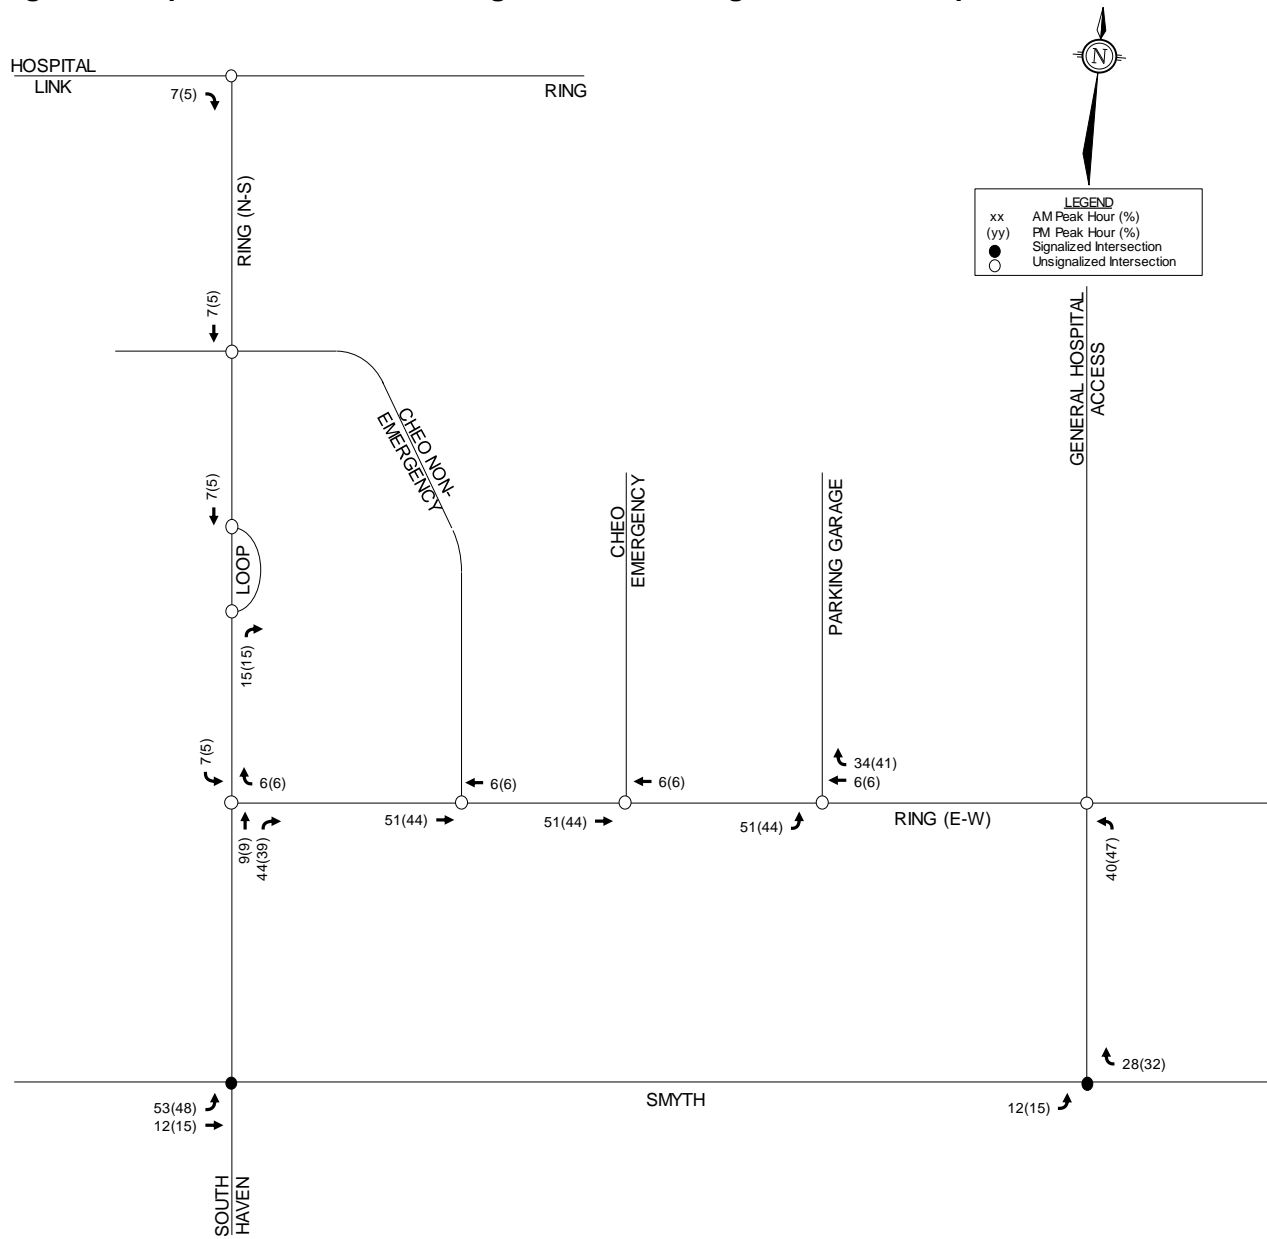 HOSPITAL
LINK
RING
7(5)
N
LEGEND
xx AM Peak Hour (%)
(yy) PM Peak Hour (%)
Signalized Intersection
Unsignalized Intersection
RING (N-S)
7(5)
GENERAL HOSPITAL
ACCESS
CHEO NON-
EMERGENCY
7(5)
LOOP
CHEO
EMERGENCY
PARKING GARAGE
15(15)
7(5)
6(6)
6(6)
6(6)
34(41)
6(6)
9(9)
44(39)
51(44)
51(44)
51(44)
RING (E-W)
40(47)
28(32)
53(48)
12(15)
SMYTH
12(15)
SOUTH
HAVEN